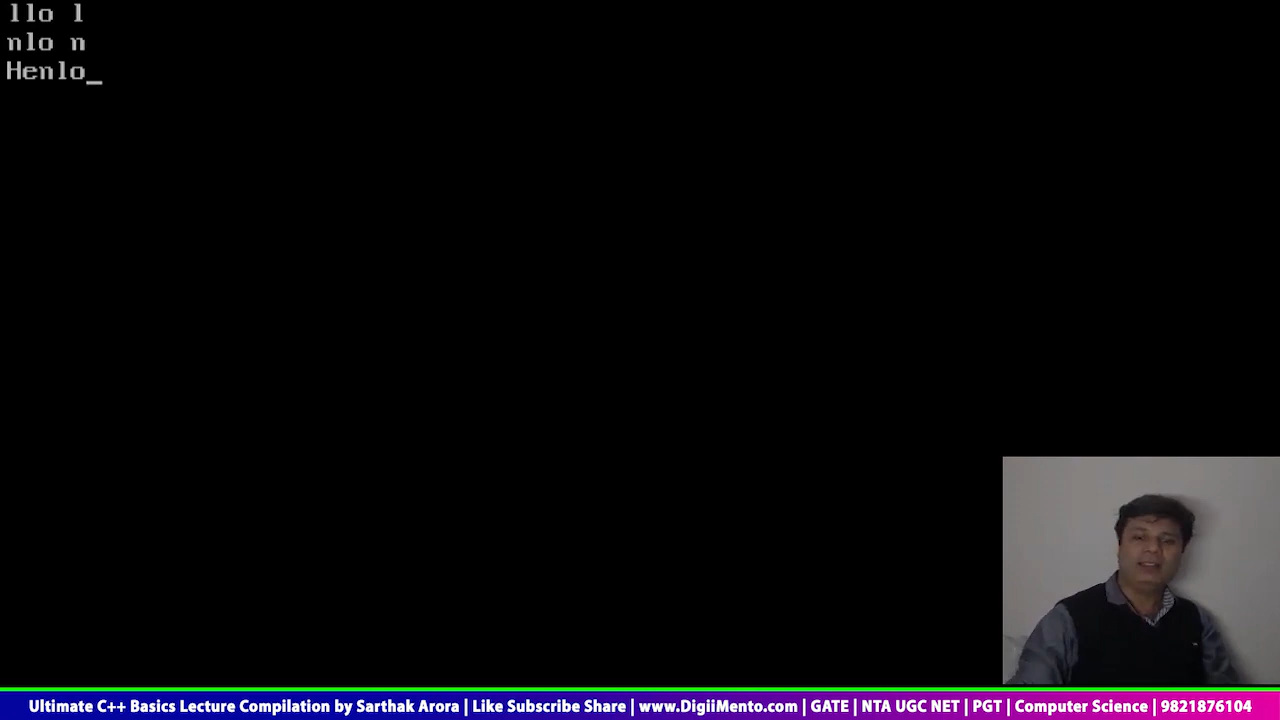 llo l
nlo n
Henlo_
Ultimate C++ Basics Lecture Compilation by Sarthak Arora | Like Subscribe Share | www.DigiiMento.com | GATE | NTA UGC NET | PGT | Computer Science | 9821876104